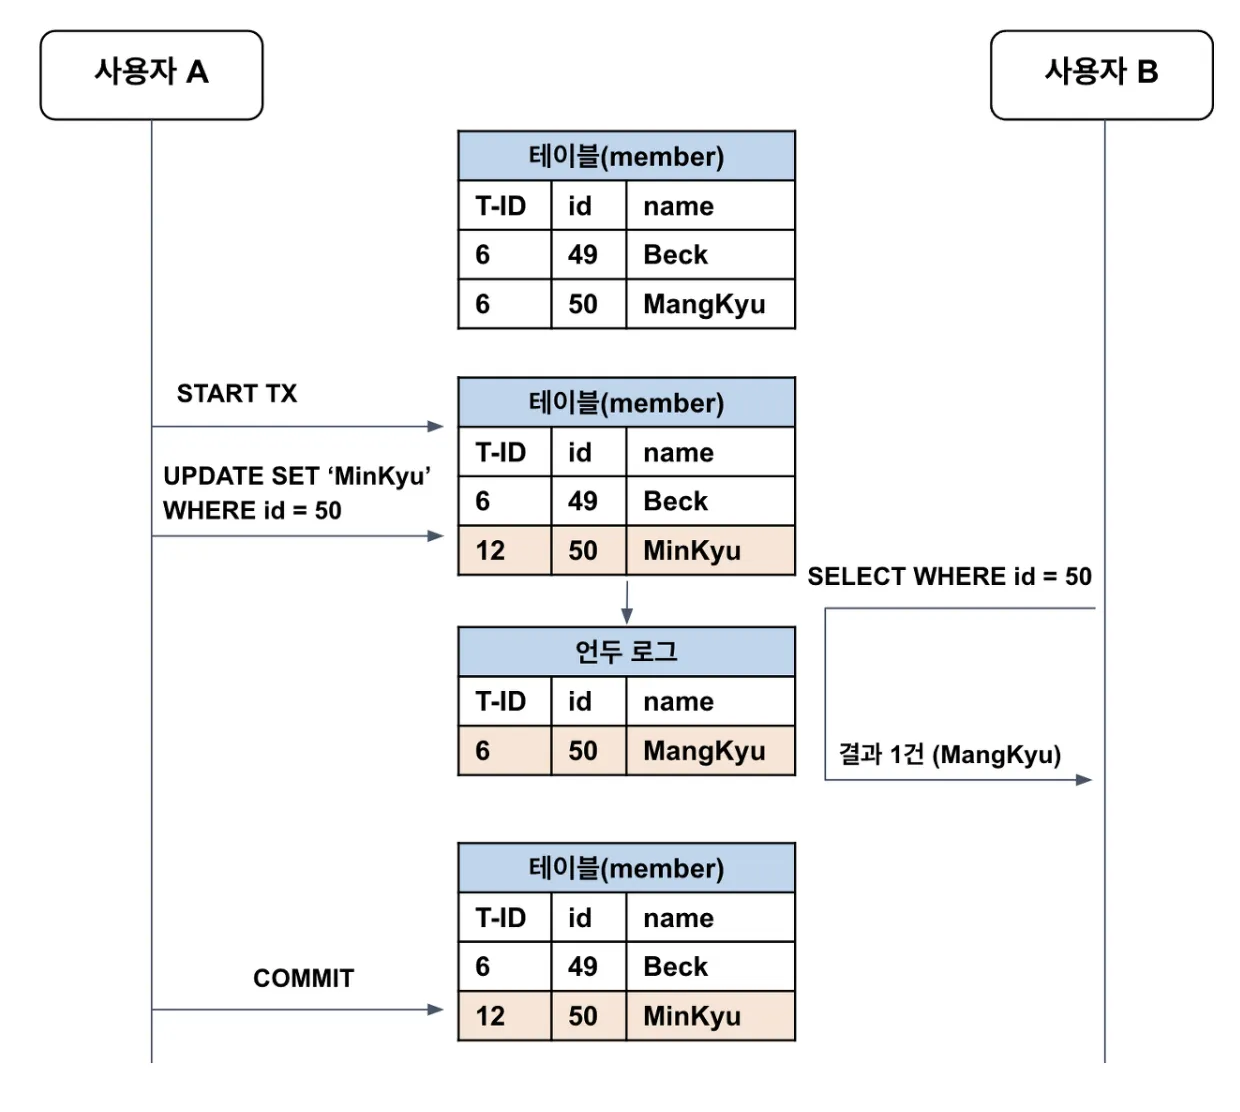 사용자 A
사용자 B
테이블(member)
T-ID id name
6 49 Beck
6 50 MangKyu
START TX
테이블(member)
T-ID id name
UPDATE SET ‘MinKyu’
WHERE id = 50
6 49 Beck
12 50 MinKyu
SELECT WHERE id = 50
언두 로그
T-ID id name
6 50 MangKyu
결과 1건 (MangKyu)
테이블(member)
T-ID id name
6 49 Beck
COMMIT
12 50 MinKyu